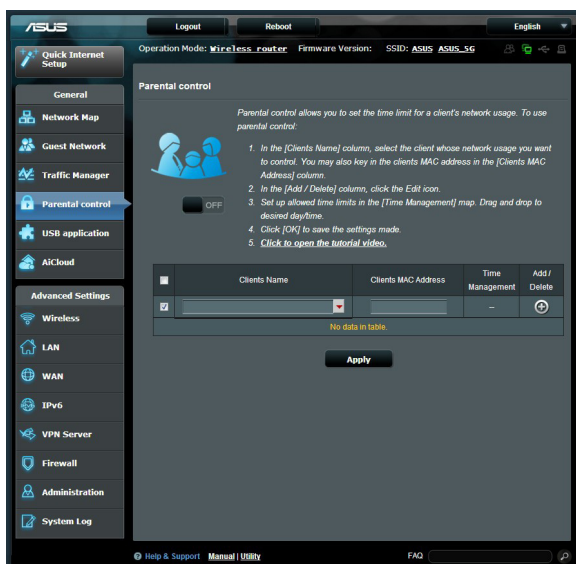 ASUS
Logout
Reboot
English
Quick Internet
Setup
Operation Mode: Wireless router Firmware Version: SSID: ASUS ASUS_5G
General
Network Map
Guest Network
Traffic Manager
Parental control
USB application
AiCloud
Advanced Settings
Wireless
LAN
WAN
IPv6
VPN Server
Firewall
Administration
System Log
Parental control
Parental control allows you to set the time limit for a client's network usage. To use
parental control:
1. In the [Clients Name] column, select the client whose network usage you want
to control. You may also key in the clients MAC address in the [Clients MAC
Address] column.
2. In the [Add / Delete] column, click the Edit icon.
3. Set up allowed time limits in the [Time Management] map. Drag and drop to
desired day/time.
4. Click [OK] to save the settings made.
5. Click to open the tutorial video.
OFF
Clients Name
Clients MAC Address
Time
Management
Add /
Delete
–
No data in table.
Apply
Help & Support Manual | Utility
FAQ